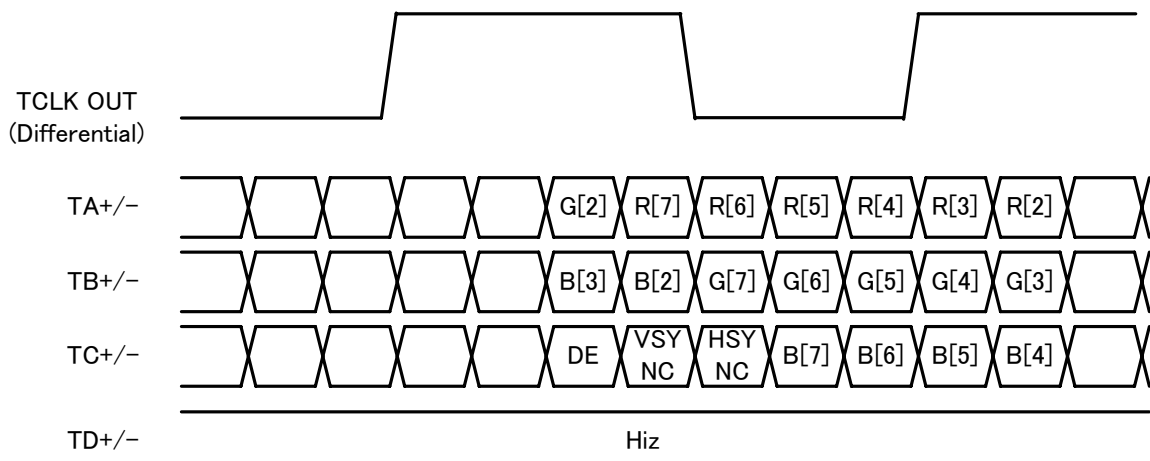 TCLK OUT
(Differential)
TA+/- G[2] R[7] R[6] R[5] R[4] R[3] R[2]
TB+/- B[3] B[2] G[7] G[6] G[5] G[4] G[3]
TC+/- DE VSY NC HSY NC B[7] B[6] B[5] B[4]
TD+/- Hiz